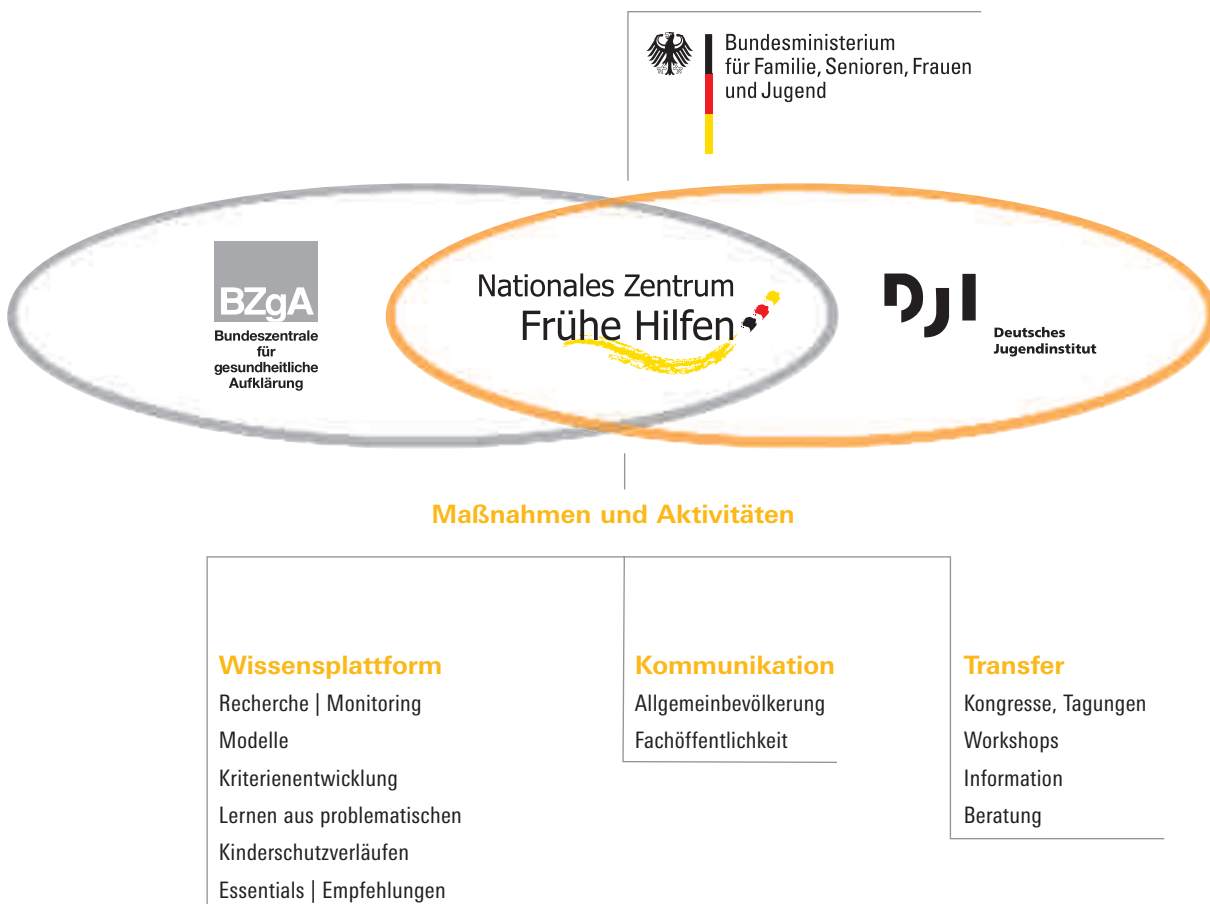 Bundesministerium
für Familie, Senioren, Frauen
und Jugend
BZgA
Bundeszentrale
für
gesundheitliche
Aufklärung
Nationales Zentrum
Frühe Hilfen
DJI
Deutsches
Jugendinstitut
Maßnahmen und Aktivitäten
Wissensplattform
Recherche | Monitoring
Modelle
Kriterienentwicklung
Lernen aus problematischen
Kinderschutzverläufen
Essentials | Empfehlungen
Kommunikation
Allgemeinbevölkerung
Fachöffentlichkeit
Transfer
Kongresse, Tagungen
Workshops
Information
Beratung